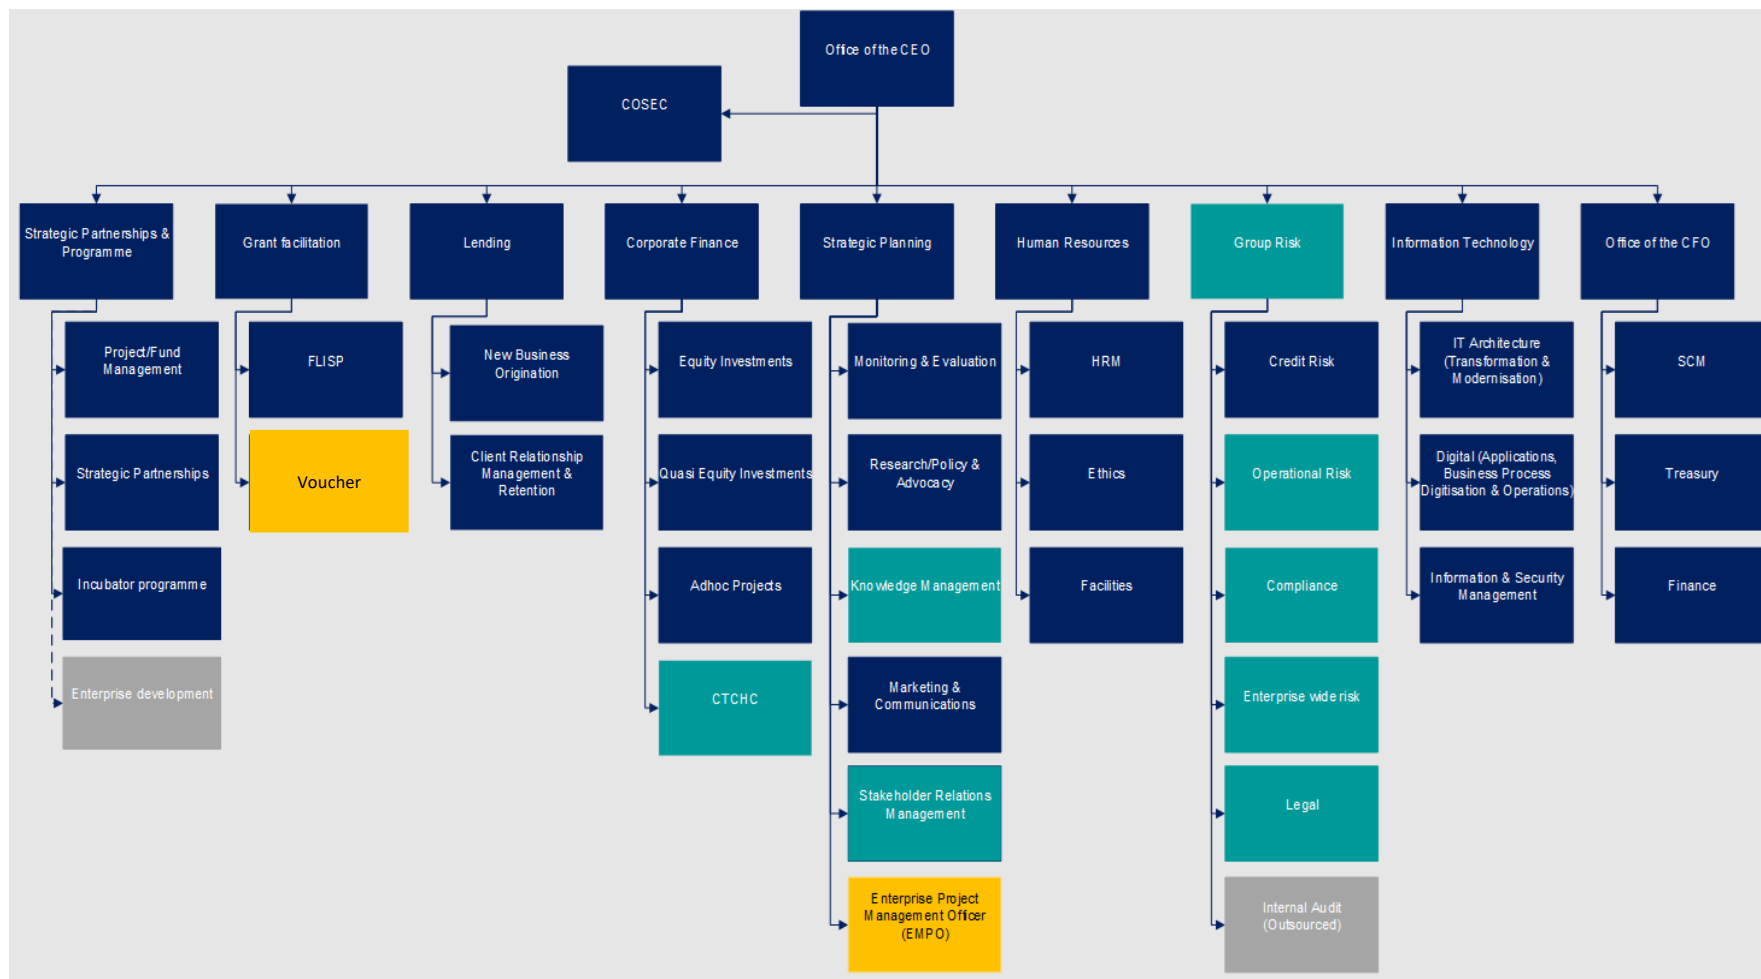 Office of the CEO
COSEC
Strategic Partnerships &
Programme
Grant facilitation
Lending
Corporate Finance
Strategic Planning
Human Resources
Group Risk
Information Technology
Office of the CFO
Project/Fund
Management
Strategic Partnerships
Incubator programme
Enterprise development
FLISP
Voucher
New Business
Origination
Client Relationship
Management &
Retention
Equity Investments
Quasi Equity Investments
Adhoc Projects
CTCHC
Monitoring & Evaluation
Research/Policy &
Advocacy
Knowledge Management
Marketing &
Communications
Stakeholder Relations
Management
Enterprise Project
Management Officer
(EMPO)
HRM
Ethics
Facilities
Credit Risk
Operational Risk
Compliance
Enterprise wide risk
Legal
Internal Audit
(Outsourced)
IT Architecture
(Transformation &
Modernisation)
Digital (Applications,
Business Process
Digitisation & Operations)
Information & Security
Management
SCM
Treasury
Finance